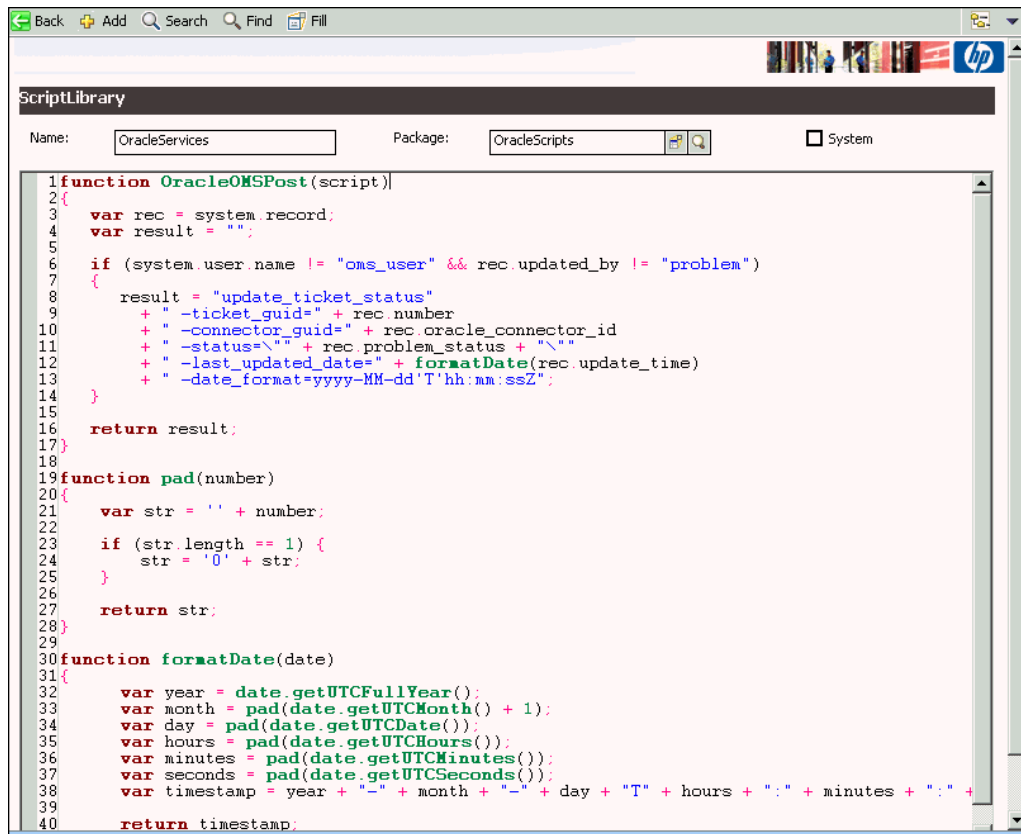 Back Add Search Find Fill
hp
ScriptLibrary
Name: OracleServices Package: OracleScripts System
1function OracleOMSPost(script)
2{
3    var rec = system.record;
4    var result = "";
5
6    if (system.user.name != "oms_user" && rec.updated_by != "problem")
7    {
8       result = "update_ticket_status"
9         + " -ticket_guid=" + rec.number
10         + " -connector_guid=" + rec.oracle_connector_id
11         + " -status=\"" + rec.problem_status + "\""
12         + " -last_updated_date=" + formatDate(rec.update_time)
13         + " -date_format=yyyy-MM-dd'T'hh:mm:ssZ";
14    }
15
16    return result;
17}
18
19function pad(number)
20{
21     var str = '' + number;
22
23     if (str.length == 1) {
24         str = '0' + str;
25     }
26
27     return str;
28}
29
30function formatDate(date)
31{
32       var year = date.getUTCFullYear();
33       var month = pad(date.getUTCMonth() + 1);
34       var day = pad(date.getUTCDate());
35       var hours = pad(date.getUTCHours());
36       var minutes = pad(date.getUTCMinutes());
37       var seconds = pad(date.getUTCSeconds());
38       var timestamp = year + "-" + month + "-" + day + "T" + hours + ":" + minutes + ":" +
39
40       return timestamp;